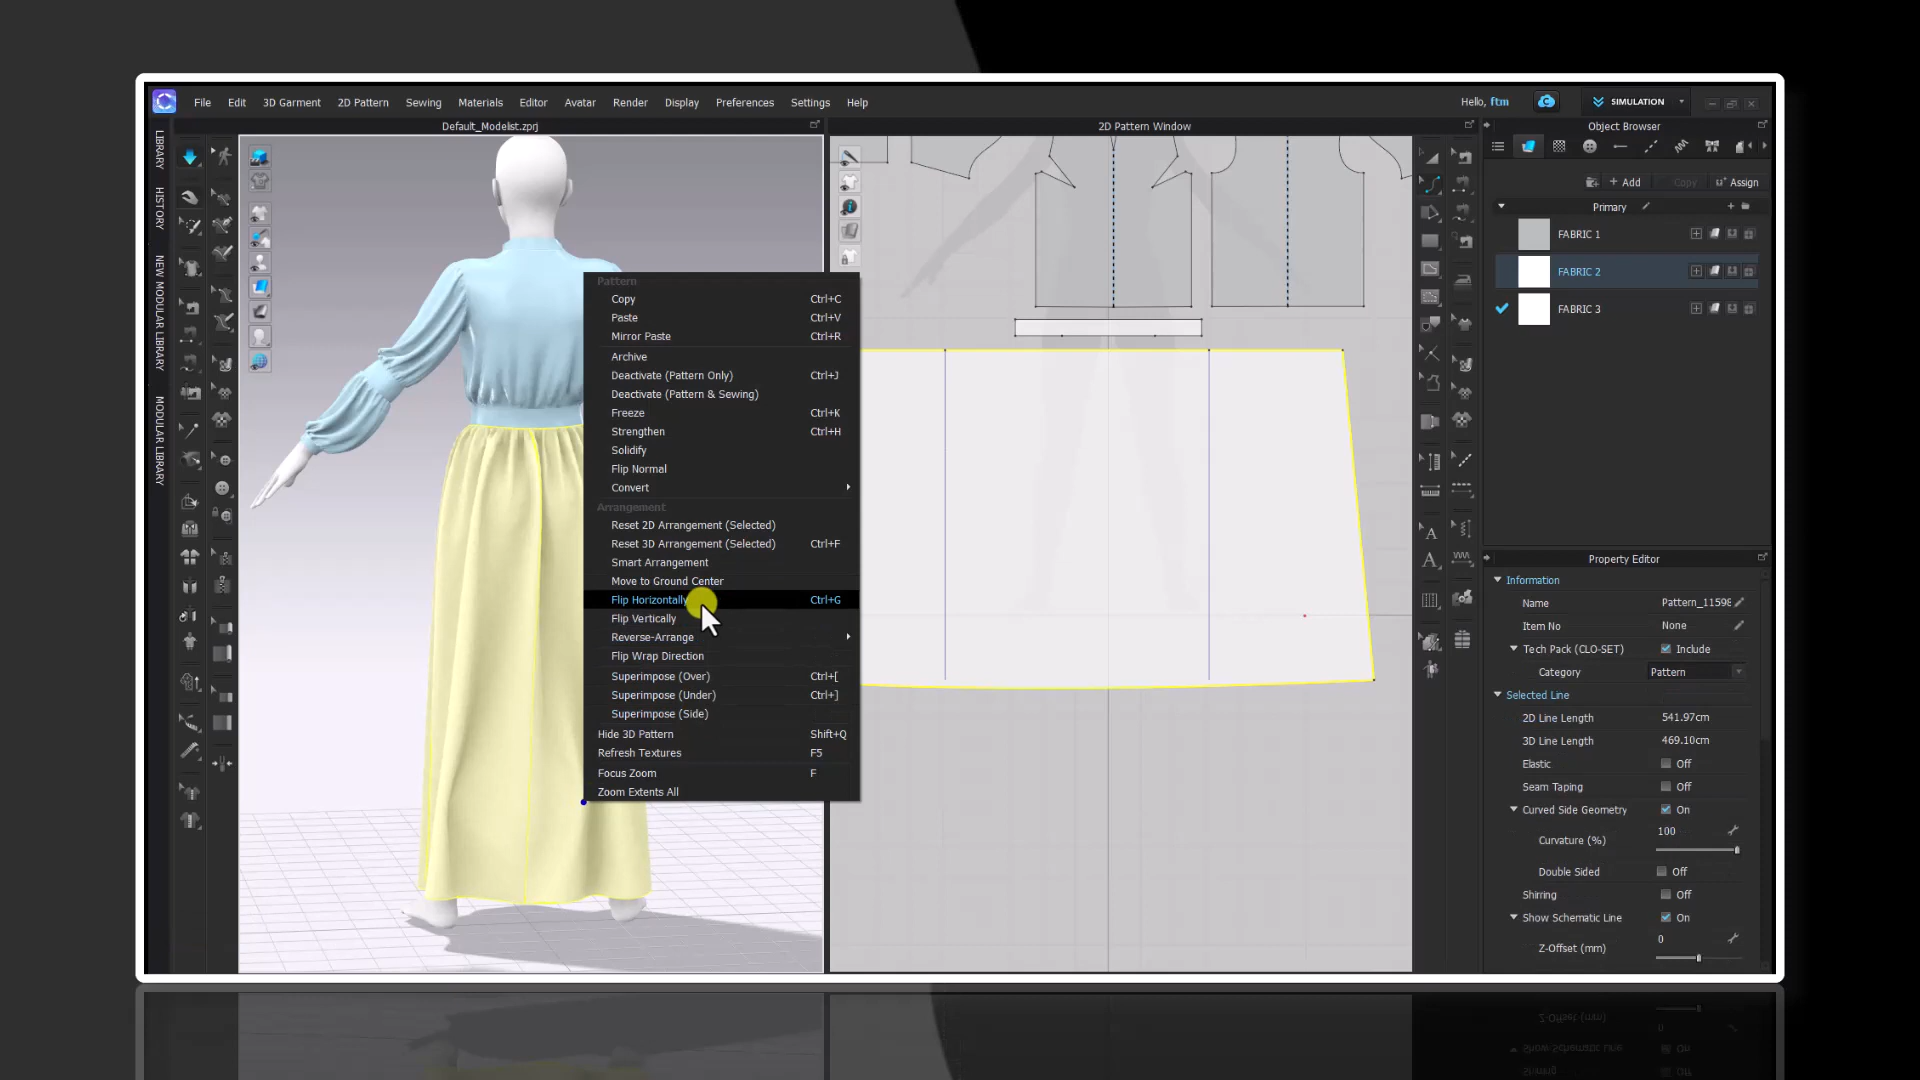 File Edit 3D Garment 2D Pattern Sewing Materials Editor Avatar Render Display Preferences Settings Help
Hello, ftm
SIMULATION
Default_Modelist.zprj
2D Pattern Window
Object Browser
LIBRARY
HISTORY
NEW MODULAR LIBRARY
MODULAR LIBRARY
+ Add
Copy
Assign
Primary
FABRIC 1
FABRIC 2
FABRIC 3
Pattern
Copy Ctrl+C
Paste Ctrl+V
Mirror Paste Ctrl+R
Archive
Deactivate (Pattern Only) Ctrl+J
Deactivate (Pattern & Sewing)
Freeze Ctrl+K
Strengthen Ctrl+H
Solidify
Flip Normal
Convert
Arrangement
Reset 2D Arrangement (Selected)
Reset 3D Arrangement (Selected) Ctrl+F
Smart Arrangement
Move to Ground Center
Flip Horizontally Ctrl+G
Flip Vertically
Reverse-Arrange
Flip Wrap Direction
Superimpose (Over) Ctrl+[
Superimpose (Under) Ctrl+]
Superimpose (Side)
Hide 3D Pattern Shift+Q
Refresh Textures F5
Focus Zoom F
Zoom Extents All
Property Editor
Information
Name Pattern_11598
Item No None
Tech Pack (CLO-SET) Include
Category Pattern
Selected Line
2D Line Length 541.97cm
3D Line Length 469.10cm
Elastic Off
Seam Taping Off
Curved Side Geometry On
100
Curvature (%)
Double Sided Off
Shirring Off
Show Schematic Line On
0
Z-Offset (mm)